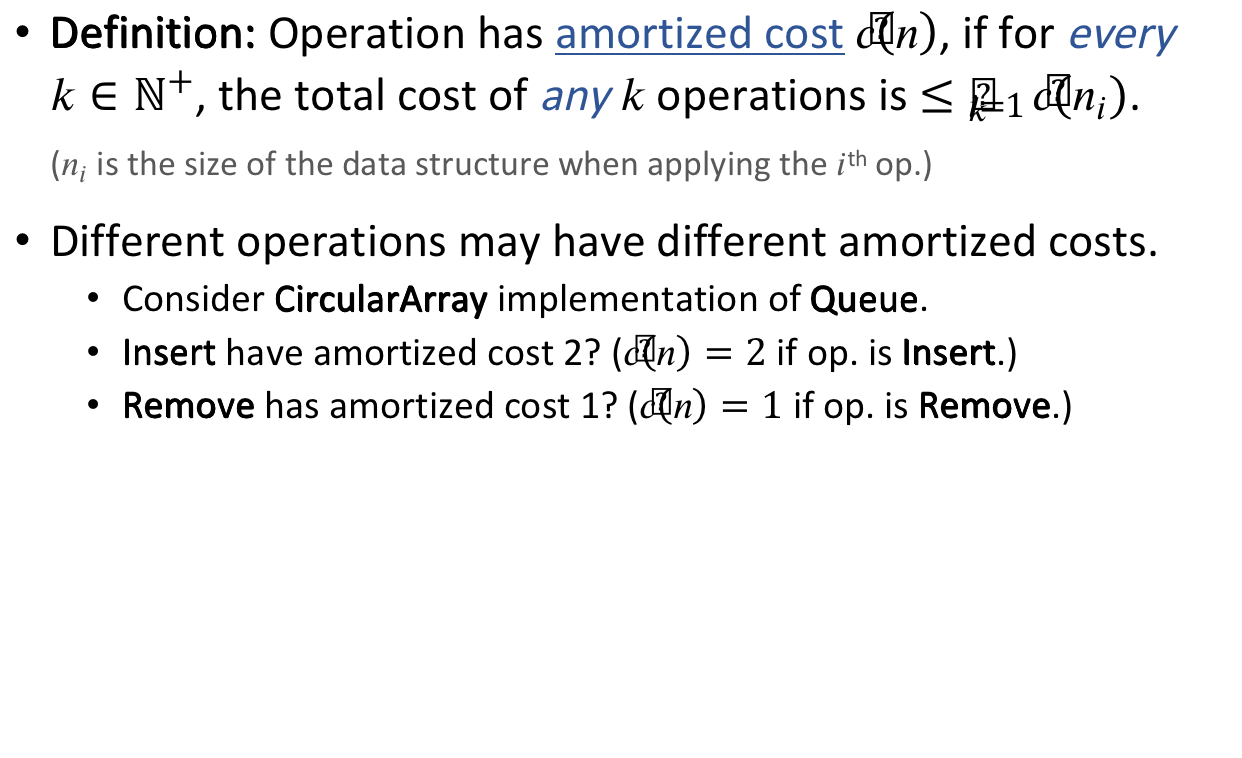 • Definition: Operation has amortized cost c(n), if for every
k ∈ ℕ⁺, the total cost of any k operations is ≤ c(nᵢ).
(nᵢ is the size of the data structure when applying the iᵗʰ op.)
• Different operations may have different amortized costs.
• Consider CircularArray implementation of Queue.
• Insert have amortized cost 2? (c(n) = 2 if op. is Insert.)
• Remove has amortized cost 1? (c(n) = 1 if op. is Remove.)